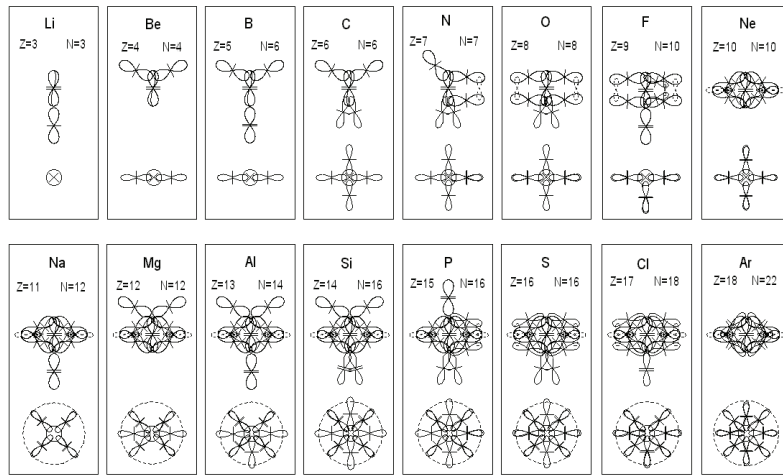 Li
Z=3 N=3
Be
Z=4 N=4
B
Z=5 N=6
C
Z=6 N=6
N
Z=7 N=7
O
Z=8 N=8
F
Z=9 N=10
Ne
Z=10 N=10
Na
Z=11 N=12
Mg
Z=12 N=12
Al
Z=13 N=14
Si
Z=14 N=16
P
Z=15 N=16
S
Z=16 N=16
Cl
Z=17 N=18
Ar
Z=18 N=22